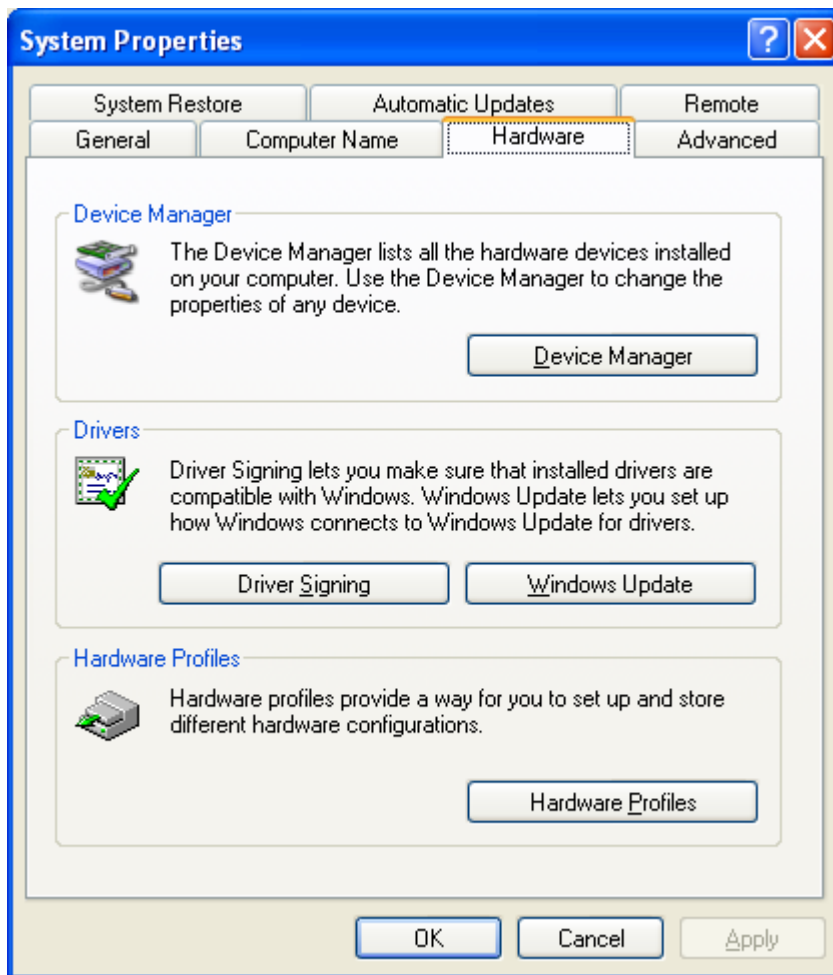 System Properties
System Restore Automatic Updates Remote
General Computer Name Hardware Advanced
Device Manager
The Device Manager lists all the hardware devices installed
on your computer. Use the Device Manager to change the
properties of any device.
Device Manager
Drivers
Driver Signing lets you make sure that installed drivers are
compatible with Windows. Windows Update lets you set up
how Windows connects to Windows Update for drivers.
Driver Signing Windows Update
Hardware Profiles
Hardware profiles provide a way for you to set up and store
different hardware configurations.
Hardware Profiles
OK Cancel Apply